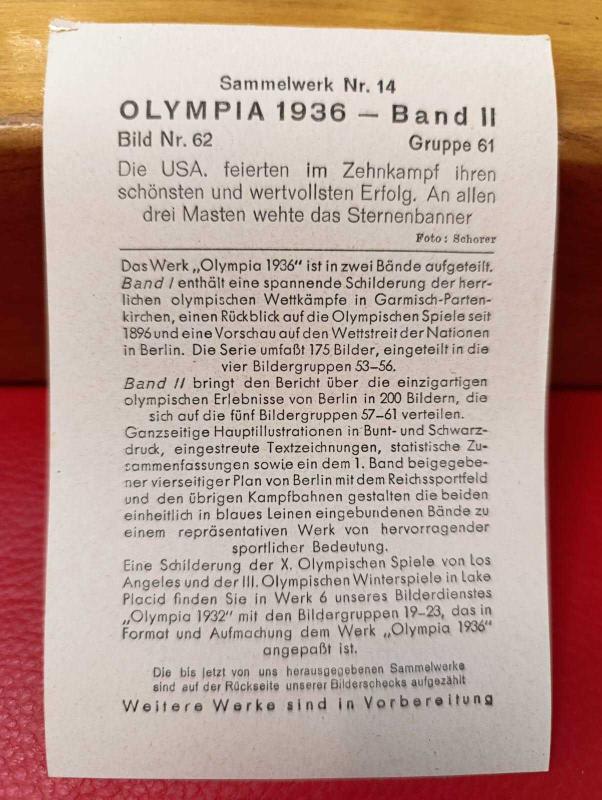 Sammelwerk Nr. 14
OLYMPIA 1936 – Band II
Bild Nr. 62 Gruppe 61
Die USA. feierten im Zehnkampf ihren
schönsten und wertvollsten Erfolg. An allen
drei Masten wehte das Sternenbanner
Foto: Schorer
Das Werk „Olympia 1936“ ist in zwei Bände aufgeteilt.
Band I enthält eine spannende Schilderung der herr-
lichen olympischen Wettkämpfe in Garmisch-Parten-
kirchen, einen Rückblick auf die Olympischen Spiele seit
1896 und eine Vorschau auf den Wettstreit der Nationen
in Berlin. Die Serie umfaßt 175 Bilder, eingeteilt in die
vier Bildergruppen 53–56.
Band II bringt den Bericht über die einzigartigen
olympischen Erlebnisse von Berlin in 200 Bildern, die
sich auf die fünf Bildergruppen 57–61 verteilen.
Ganzseitige Hauptillustrationen in Bunt- und Schwarz-
druck, eingestreute Textzeichnungen, statistische Zu-
sammenfassungen sowie ein dem 1. Band beigegebe-
ner vierseitiger Plan von Berlin mit dem Reichssportfeld
und den übrigen Kampfbahnen gestalten die beiden
einheitlich in blaues Leinen eingebundenen Bände zu
einem repräsentativen Werk von hervorragender
sportlicher Bedeutung.
Eine Schilderung der X. Olympischen Spiele von Los
Angeles und der III. Olympischen Winterspiele in Lake
Placid finden Sie in Werk 6 unseres Bilderdienstes
„Olympia 1932“ mit den Bildergruppen 19–23, das in
Format und Aufmachung dem Werk „Olympia 1936“
angepaßt ist.
Die bis jetzt von uns herausgegebenen Sammelwerke
sind auf der Rückseite unserer Bilderschecks aufgezählt
Weitere Werke sind in Vorbereitung